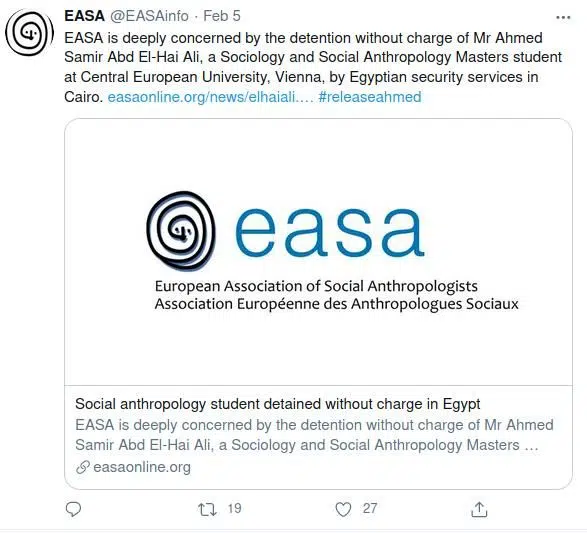 EASA @EASAinfo · Feb 5
EASA is deeply concerned by the detention without charge of Mr Ahmed
Samir Abd El-Hai Ali, a Sociology and Social Anthropology Masters student
at Central European University, Vienna, by Egyptian security services in
Cairo. easaonline.org/news/elhaiali.… #releaseahmed
easa
European Association of Social Anthropologists
Association Européenne des Anthropologues Sociaux
Social anthropology student detained without charge in Egypt
EASA is deeply concerned by the detention without charge of Mr Ahmed
Samir Abd El-Hai Ali, a Sociology and Social Anthropology Masters …
easaonline.org
19 27